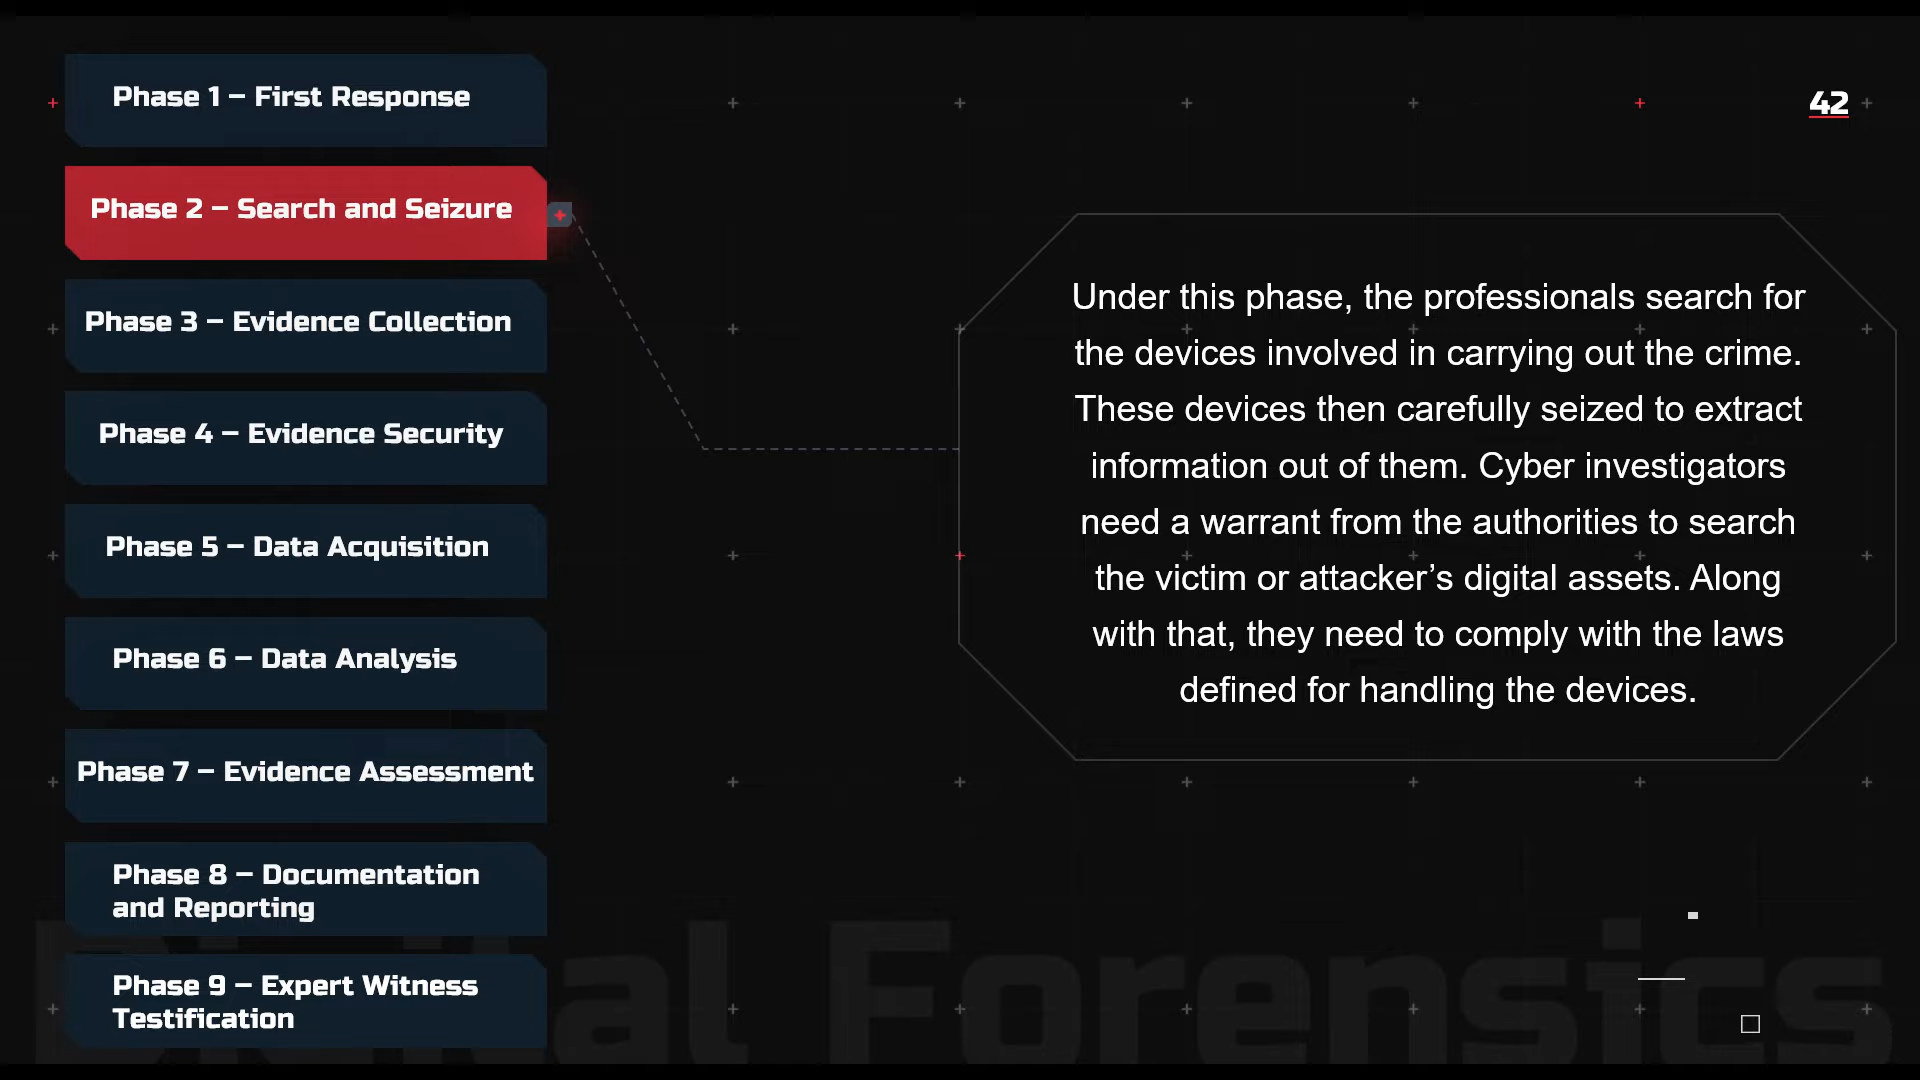 Phase 1 – First Response
42
Phase 2 – Search and Seizure
Phase 3 – Evidence Collection
Phase 4 – Evidence Security
Phase 5 – Data Acquisition
Phase 6 – Data Analysis
Phase 7 – Evidence Assessment
Phase 8 – Documentation
and Reporting
Phase 9 – Expert Witness
Testification
Under this phase, the professionals search for
the devices involved in carrying out the crime.
These devices then carefully seized to extract
information out of them. Cyber investigators
need a warrant from the authorities to search
the victim or attacker’s digital assets. Along
with that, they need to comply with the laws
defined for handling the devices.
Digital Forensics